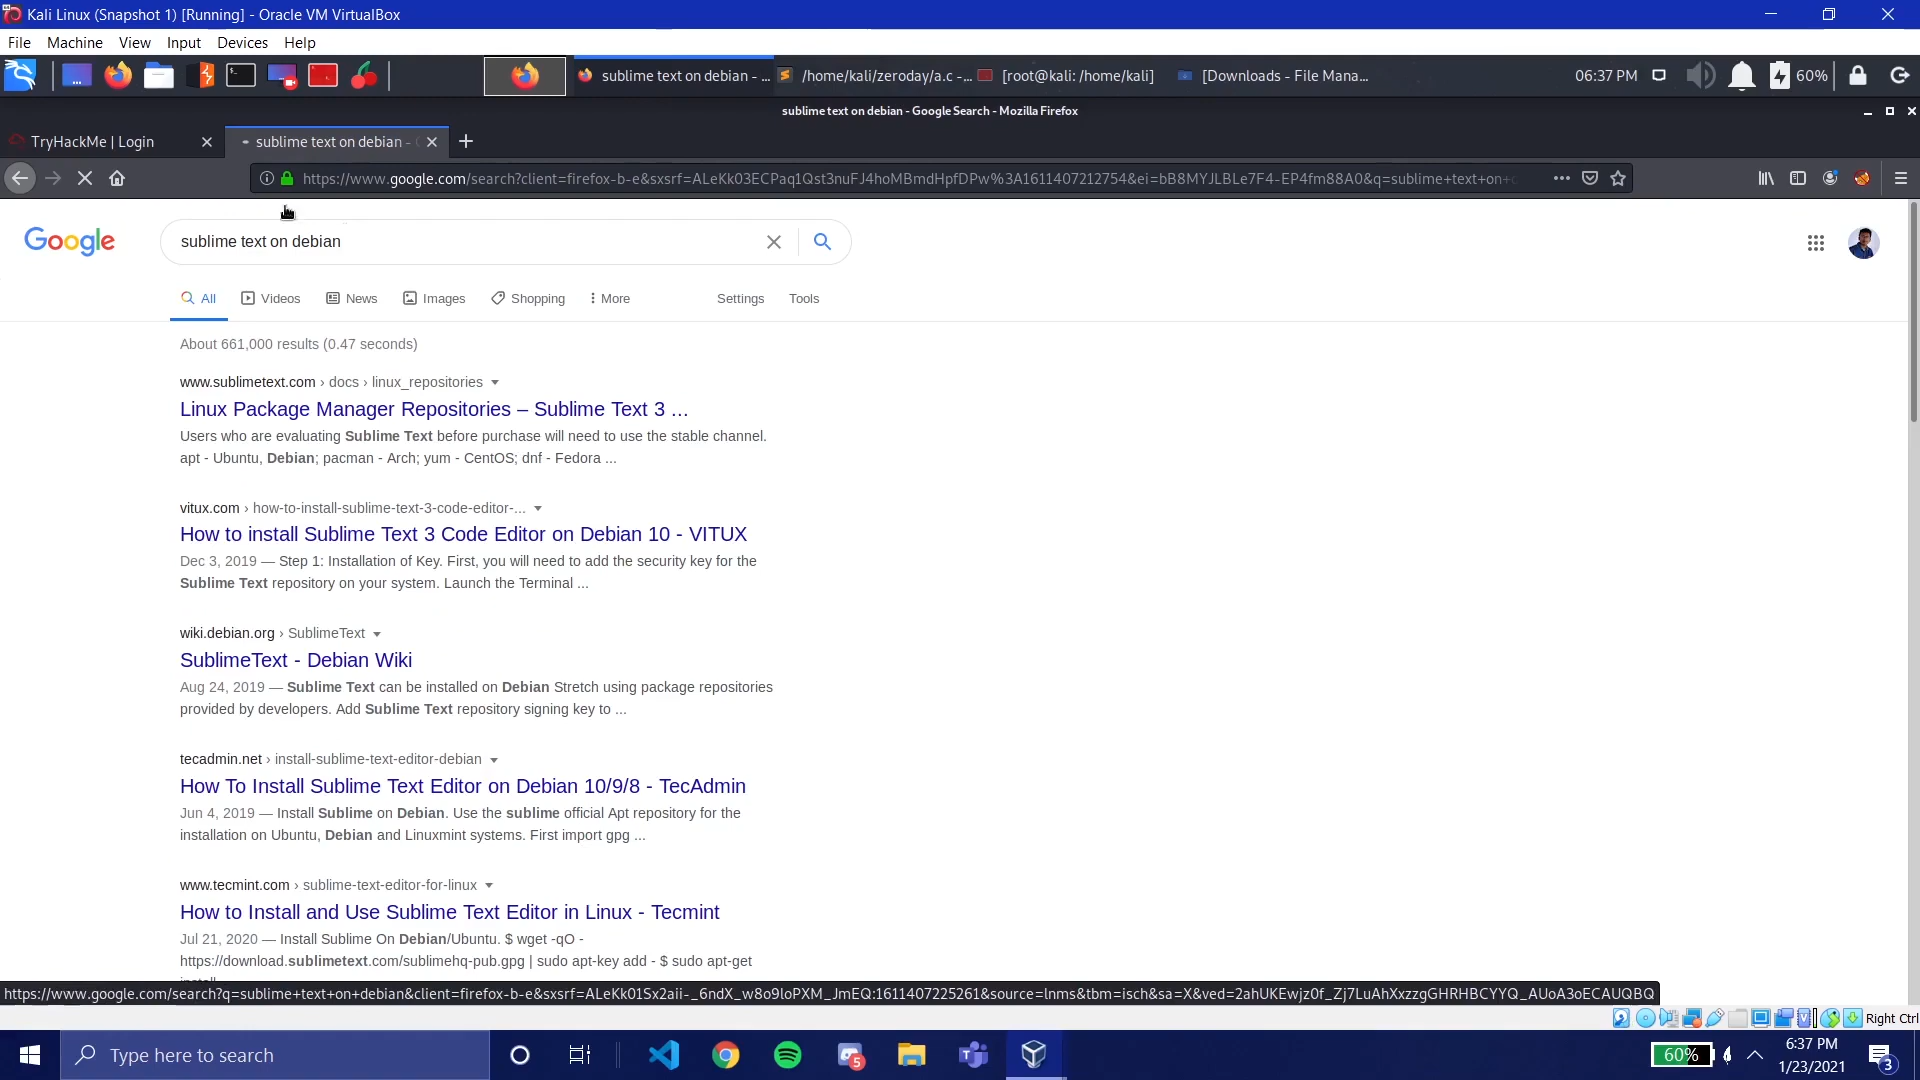 Kali Linux (Snapshot 1) [Running] - Oracle VM VirtualBox
File Machine View Input Devices Help
sublime text on debian - ... /home/kali/zeroday/a.c -... [root@kali: /home/kali] [Downloads - File Mana... 06:37 PM 60%
sublime text on debian - Google Search - Mozilla Firefox
TryHackMe | Login sublime text on debian -
https://www.google.com/search?client=firefox-b-e&sxsrf=ALeKk03ECPaq1Qst3nuFJ4hoMBmdHpfDPw%3A1611407212754&ei=bB8MYJLBLe7F4-EP4fm88A0&q=sublime+text+on+
Google sublime text on debian
All Videos News Images Shopping More Settings Tools
About 661,000 results (0.47 seconds)
www.sublimetext.com › docs › linux_repositories
Linux Package Manager Repositories – Sublime Text 3 ...
Users who are evaluating Sublime Text before purchase will need to use the stable channel.
apt - Ubuntu, Debian; pacman - Arch; yum - CentOS; dnf - Fedora ...
vitux.com › how-to-install-sublime-text-3-code-editor-...
How to install Sublime Text 3 Code Editor on Debian 10 - VITUX
Dec 3, 2019 — Step 1: Installation of Key. First, you will need to add the security key for the
Sublime Text repository on your system. Launch the Terminal ...
wiki.debian.org › SublimeText
SublimeText - Debian Wiki
Aug 24, 2019 — Sublime Text can be installed on Debian Stretch using package repositories
provided by developers. Add Sublime Text repository signing key to ...
tecadmin.net › install-sublime-text-editor-debian
How To Install Sublime Text Editor on Debian 10/9/8 - TecAdmin
Jun 4, 2019 — Install Sublime on Debian. Use the sublime official Apt repository for the
installation on Ubuntu, Debian and Linuxmint systems. First import gpg ...
www.tecmint.com › sublime-text-editor-for-linux
How to Install and Use Sublime Text Editor in Linux - Tecmint
Jul 21, 2020 — Install Sublime On Debian/Ubuntu. $ wget -qO -
https://download.sublimetext.com/sublimehq-pub.gpg | sudo apt-key add - $ sudo apt-get
https://www.google.com/search?q=sublime+text+on+debian&client=firefox-b-e&sxsrf=ALeKk01Sx2aii-_6ndX_w8o9loPXM_JmEQ:1611407225261&source=lnms&tbm=isch&sa=X&ved=2ahUKEwjz0f_Zj7LuAhXxzzgGHRHBCYYQ_AUoA3oECAUQBQ
Right Ctrl
Type here to search 5 60% 6:37 PM
1/23/2021 3